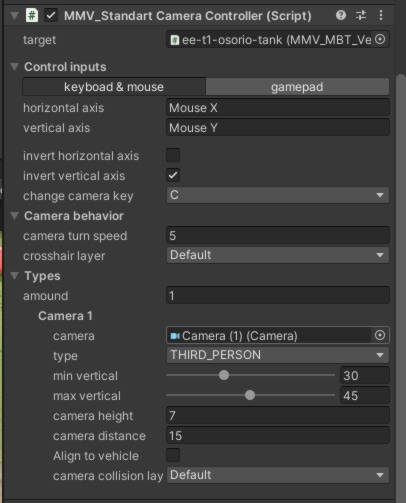 MMV_Standart Camera Controller (Script)
target ee-t1-osorio-tank (MMV_MBT_Ve
Control inputs
keyboad & mouse gamepad
horizontal axis Mouse X
vertical axis Mouse Y
invert horizontal axis
invert vertical axis
change camera key C
Camera behavior
camera turn speed 5
crosshair layer Default
Types
amound 1
Camera 1
camera Camera (1) (Camera)
type THIRD_PERSON
min vertical 30
max vertical 45
camera height 7
camera distance 15
Align to vehicle
camera collision lay Default